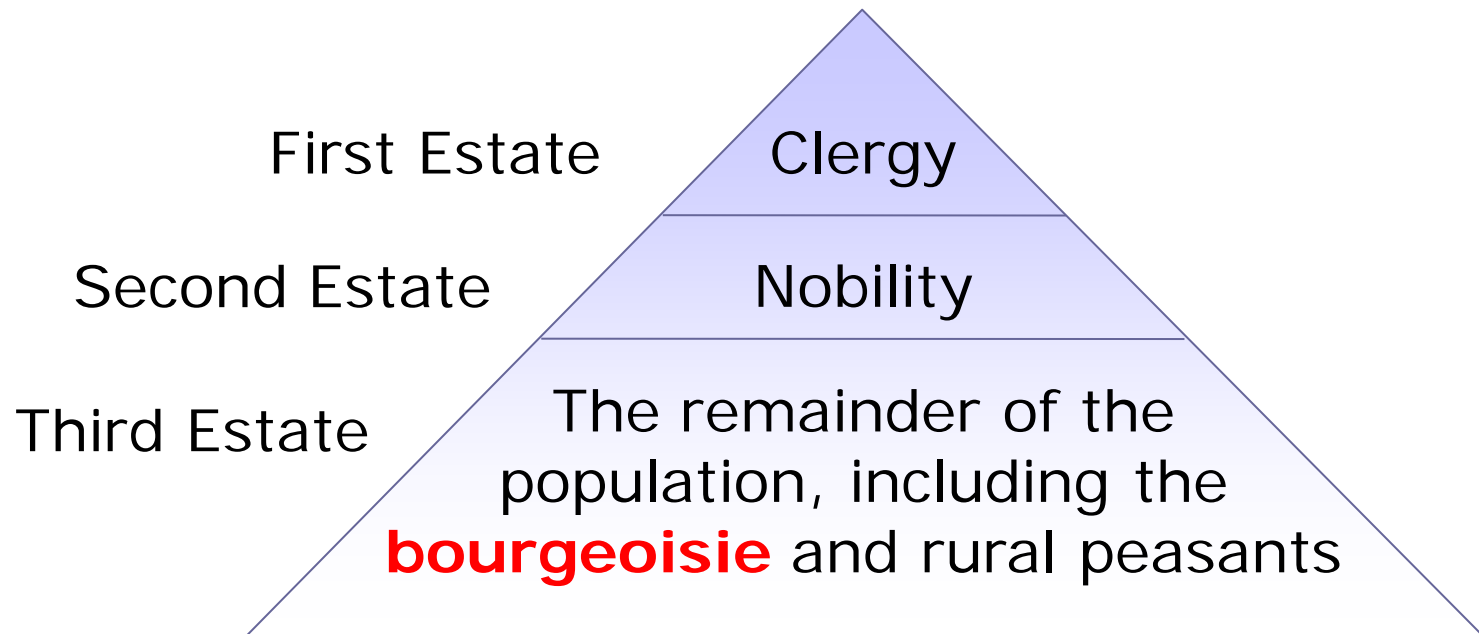 First Estate Clergy
Second Estate Nobility
Third Estate
The remainder of the
population, including the
bourgeoisie and rural peasants